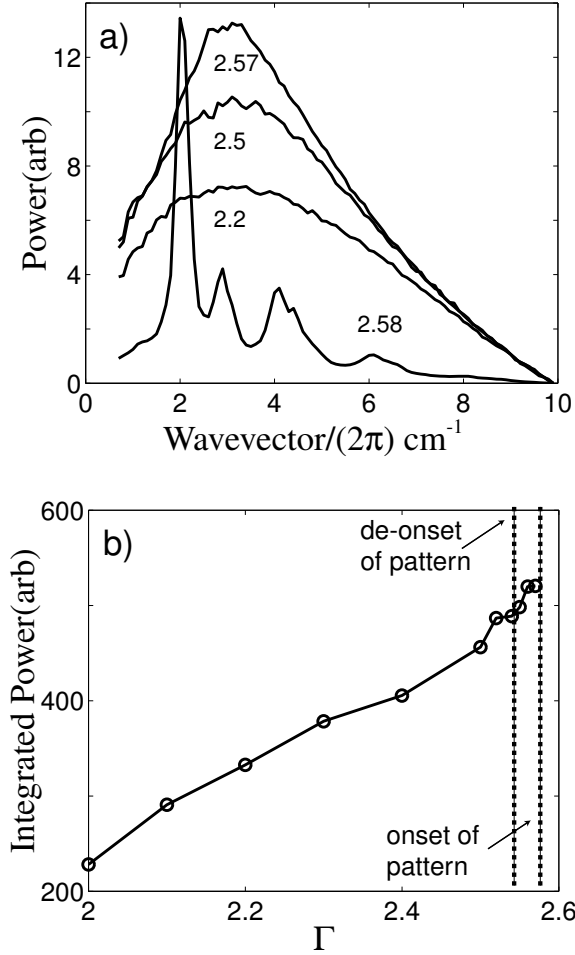 a)
12
8
4
0
Power(arb)
2.57
2.5
2.2
2.58
0 2 4 6 8 10
Wavevector/(2π) cm⁻¹
b)
600
400
200
Integrated Power(arb)
de-onset
of pattern
onset of
pattern
2 2.2 2.4 2.6
Γ